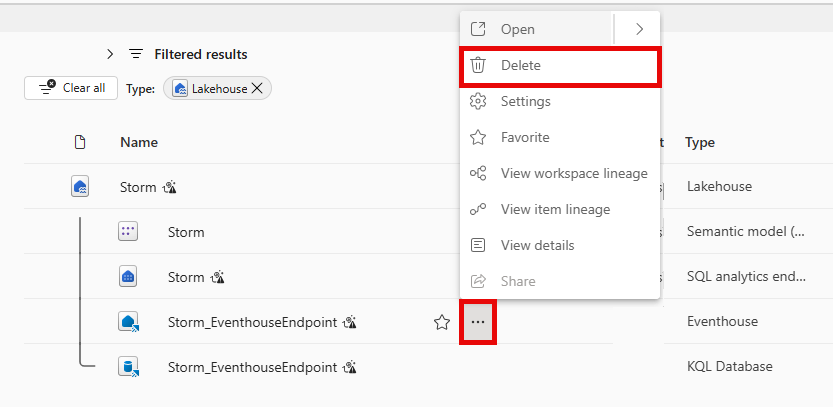 Open
Filtered results
Delete
Clear all Type: Lakehouse
Settings
Favorite
Name Type
View workspace lineage
Storm Lakehouse
View item lineage
Storm Semantic model (...
View details
Storm SQL analytics end...
Share
Storm_EventhouseEndpoint ... Eventhouse
Storm_EventhouseEndpoint KQL Database